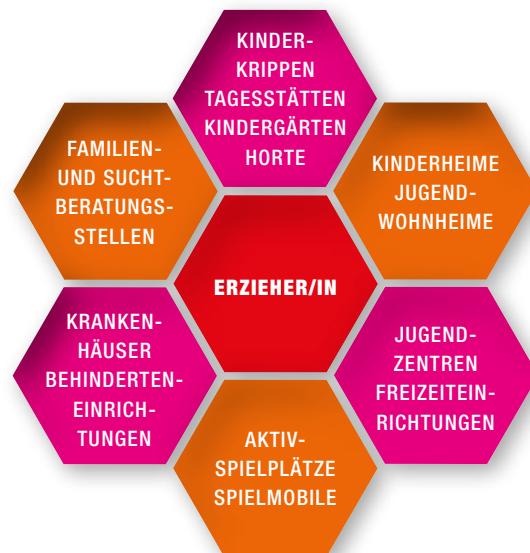 KINDER-
KRIPPEN
TAGESSTÄTTEN
KINDERGÄRTEN
HORTE
FAMILIEN-
UND SUCHT-
BERATUNGS-
STELLEN
KINDERHEIME
JUGEND-
WOHNHEIME
ERZIEHER/IN
KRANKEN-
HÄUSER
BEHINDERTEN-
EINRICH-
TUNGEN
JUGEND-
ZENTREN
FREIZEITEIN-
RICHTUNGEN
AKTIV-
SPIELPLÄTZE
SPIELMOBILE